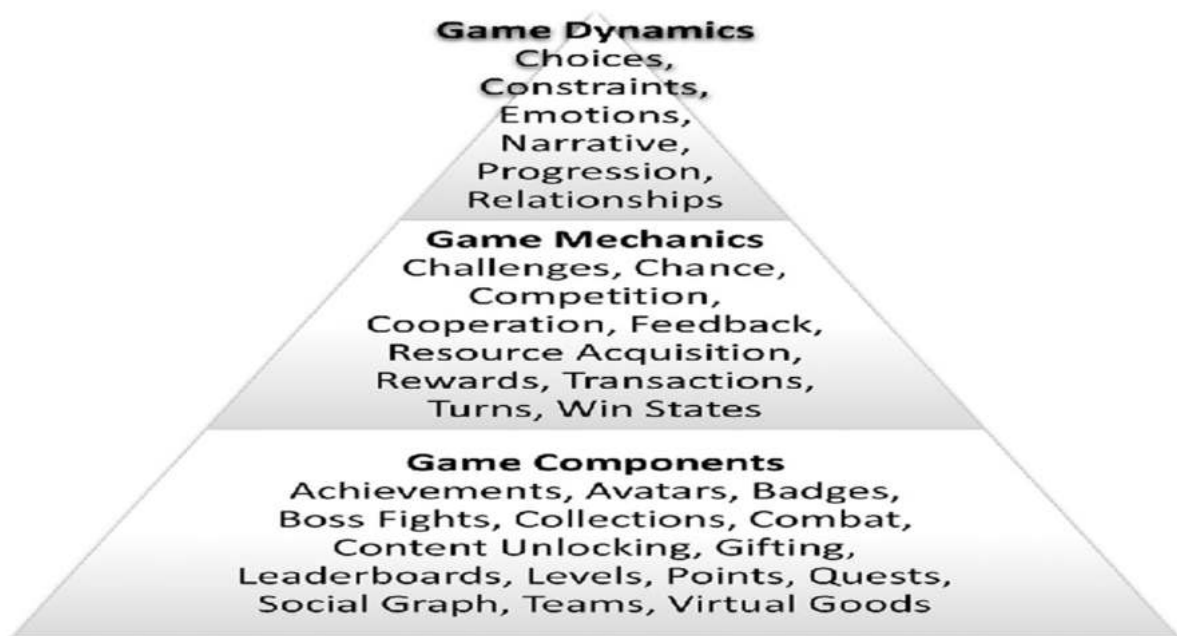 Game Dynamics
Choices,
Constraints,
Emotions,
Narrative,
Progression,
Relationships
Game Mechanics
Challenges, Chance,
Competition,
Cooperation, Feedback,
Resource Acquisition,
Rewards, Transactions,
Turns, Win States
Game Components
Achievements, Avatars, Badges,
Boss Fights, Collections, Combat,
Content Unlocking, Gifting,
Leaderboards, Levels, Points, Quests,
Social Graph, Teams, Virtual Goods